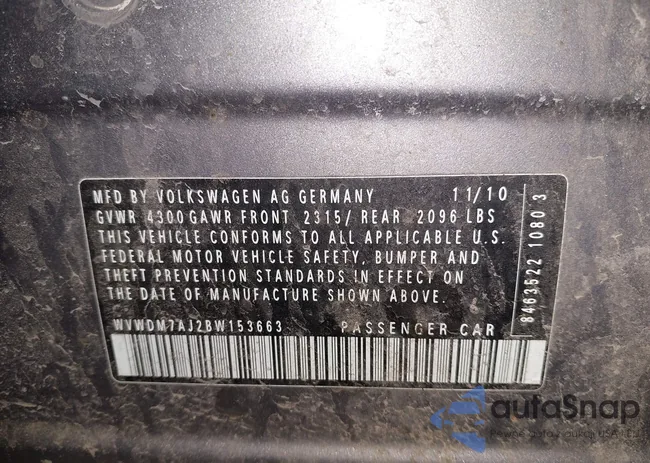 MFD BY VOLKSWAGEN AG GERMANY 11/10
GVWR 4300 GAWR FRONT 2315/ REAR 2096 LBS
THIS VEHICLE CONFORMS TO ALL APPLICABLE U.S.
FEDERAL MOTOR VEHICLE SAFETY, BUMPER AND
THEFT PREVENTION STANDARDS IN EFFECT ON
THE DATE OF MANUFACTURE SHOWN ABOVE.
WVWDM7AJ2BW153663 PASSENGER CAR
8463522 1080 3
autoSnap